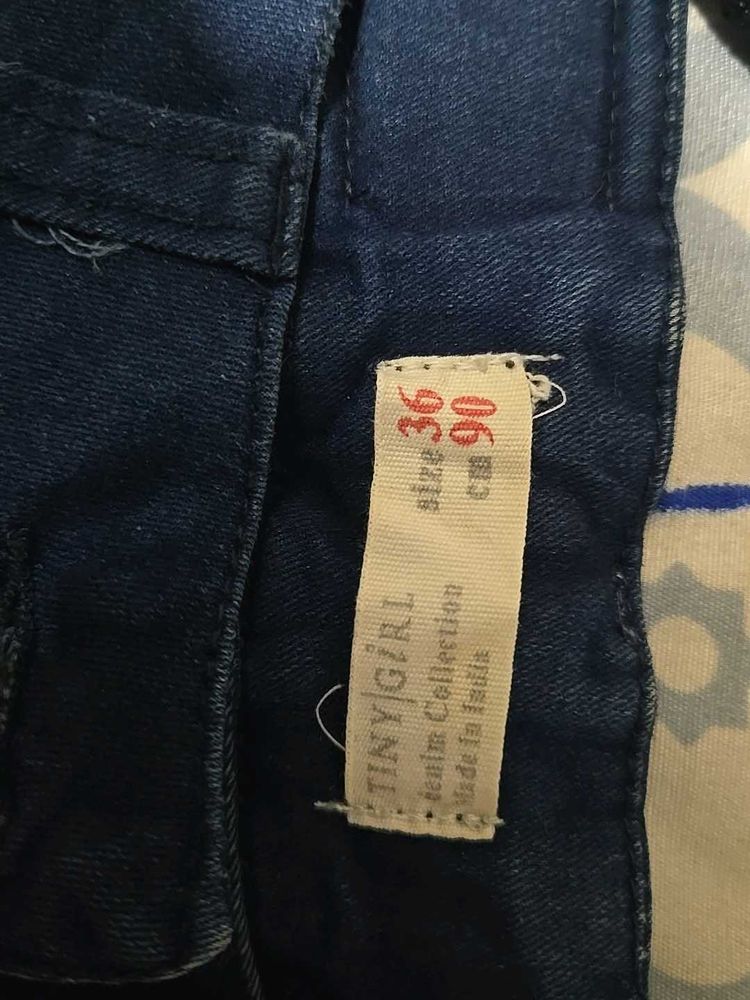 TINY|GiRL
Denim Collection
Made in India
size 36
cm 90